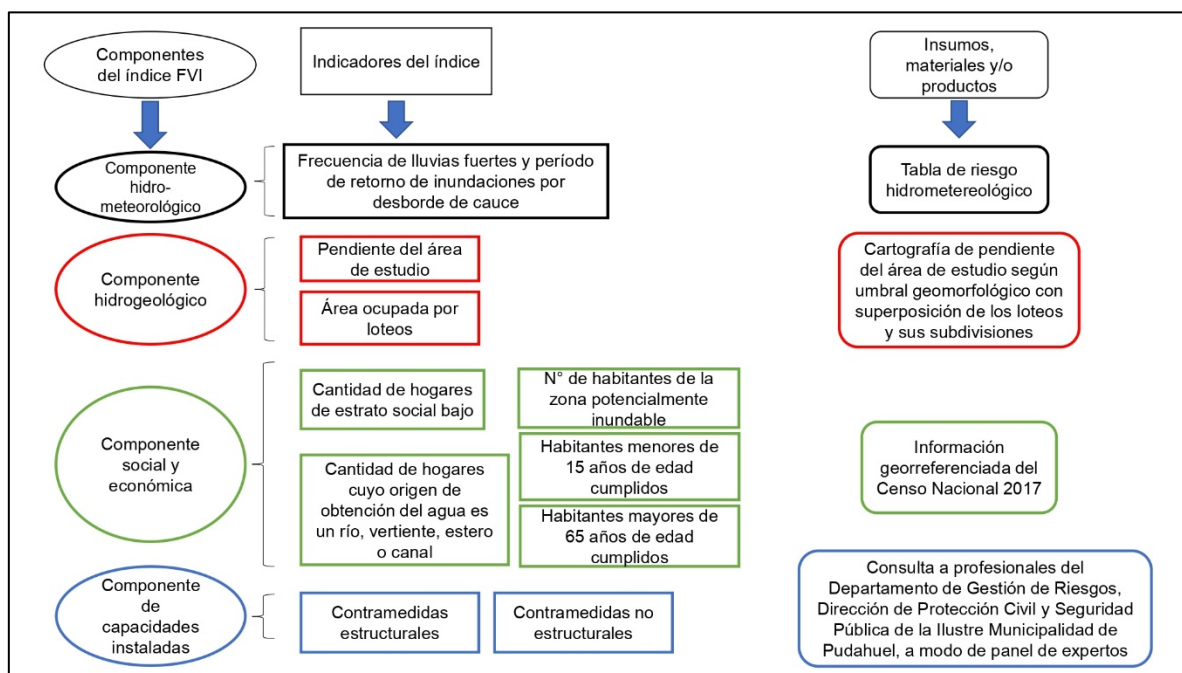 Componentes
del índice FVI
Indicadores del índice
Insumos,
materiales y/o
productos
Componente
hidro-
meteorológico
Frecuencia de lluvias fuertes y período
de retorno de inundaciones por
desborde de cauce
Tabla de riesgo
hidrometereológico
Componente
hidrogeológico
Pendiente del área
de estudio
Área ocupada por
loteos
Cartografía de pendiente
del área de estudio según
umbral geomorfológico con
superposición de los loteos
y sus subdivisiones
Componente
social y
económica
Cantidad de hogares
de estrato social bajo
Cantidad de hogares
cuyo origen de
obtención del agua es
un río, vertiente, estero
o canal
N° de habitantes de la
zona potencialmente
inundable
Habitantes menores de
15 años de edad
cumplidos
Habitantes mayores de
65 años de edad
cumplidos
Información
georreferenciada del
Censo Nacional 2017
Componente
de
capacidades
instaladas
Contramedidas
estructurales
Contramedidas no
estructurales
Consulta a profesionales del
Departamento de Gestión de Riesgos,
Dirección de Protección Civil y Seguridad
Pública de la Ilustre Municipalidad de
Pudahuel, a modo de panel de expertos